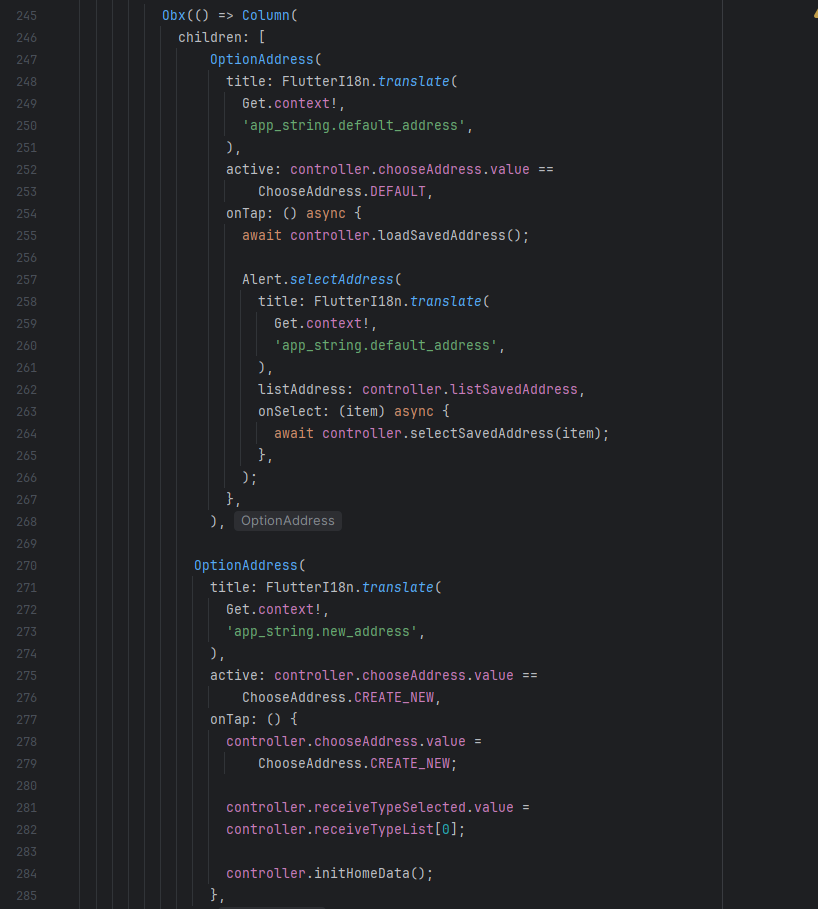 245 Obx(() => Column(
246 children: [
247 OptionAddress(
248 title: FlutterI18n.translate(
249 Get.context!,
250 'app_string.default_address',
251 ),
252 active: controller.chooseAddress.value ==
253 ChooseAddress.DEFAULT,
254 onTap: () async {
255 await controller.loadSavedAddress();
256
257 Alert.selectAddress(
258 title: FlutterI18n.translate(
259 Get.context!,
260 'app_string.default_address',
261 ),
262 listAddress: controller.listSavedAddress,
263 onSelect: (item) async {
264 await controller.selectSavedAddress(item);
265 },
266 );
267 },
268 ), OptionAddress
269
270 OptionAddress(
271 title: FlutterI18n.translate(
272 Get.context!,
273 'app_string.new_address',
274 ),
275 active: controller.chooseAddress.value ==
276 ChooseAddress.CREATE_NEW,
277 onTap: () {
278 controller.chooseAddress.value =
279 ChooseAddress.CREATE_NEW;
280
281 controller.receiveTypeSelected.value =
282 controller.receiveTypeList[0];
283
284 controller.initHomeData();
285 },